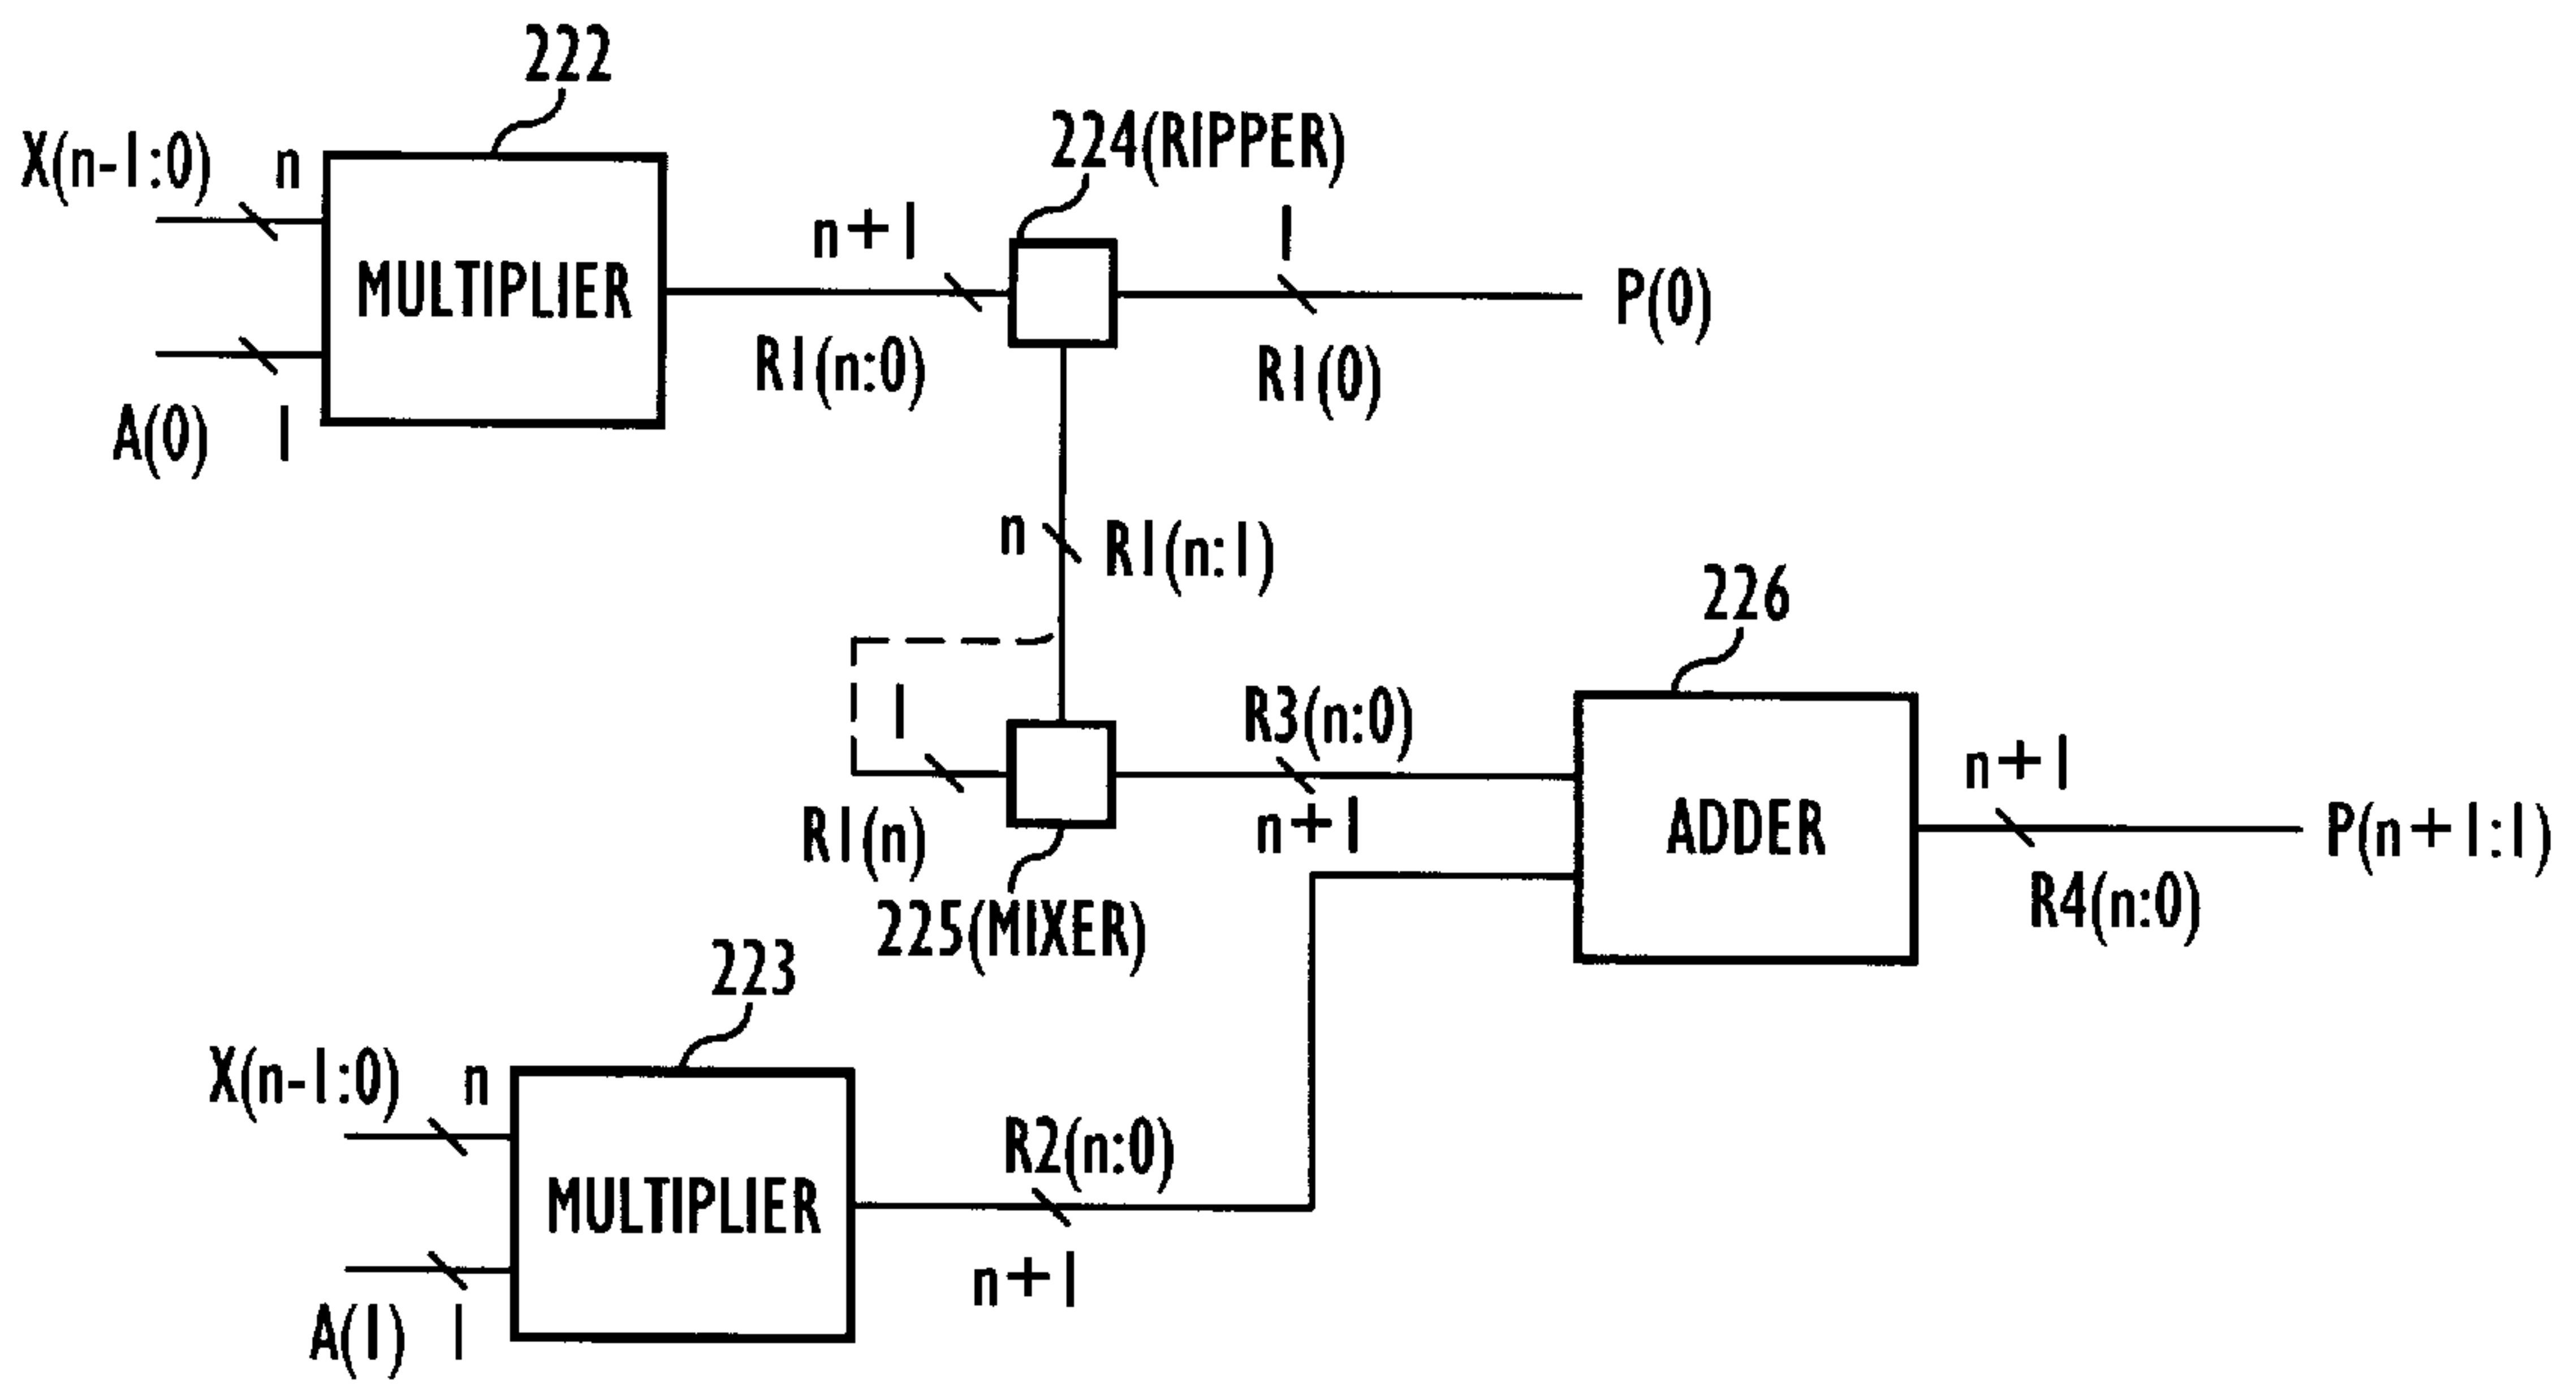 222
X(n-1:0) n
MULTIPLIER
A(0) 1
n+1
R1(n:0)
224(RIPPER)
1
R1(0)
P(0)
n
R1(n:1)
1
R1(n)
225(MIXER)
R3(n:0)
n+1
226
ADDER
n+1
R4(n:0)
P(n+1:1)
223
X(n-1:0) n
MULTIPLIER
A(1) 1
R2(n:0)
n+1